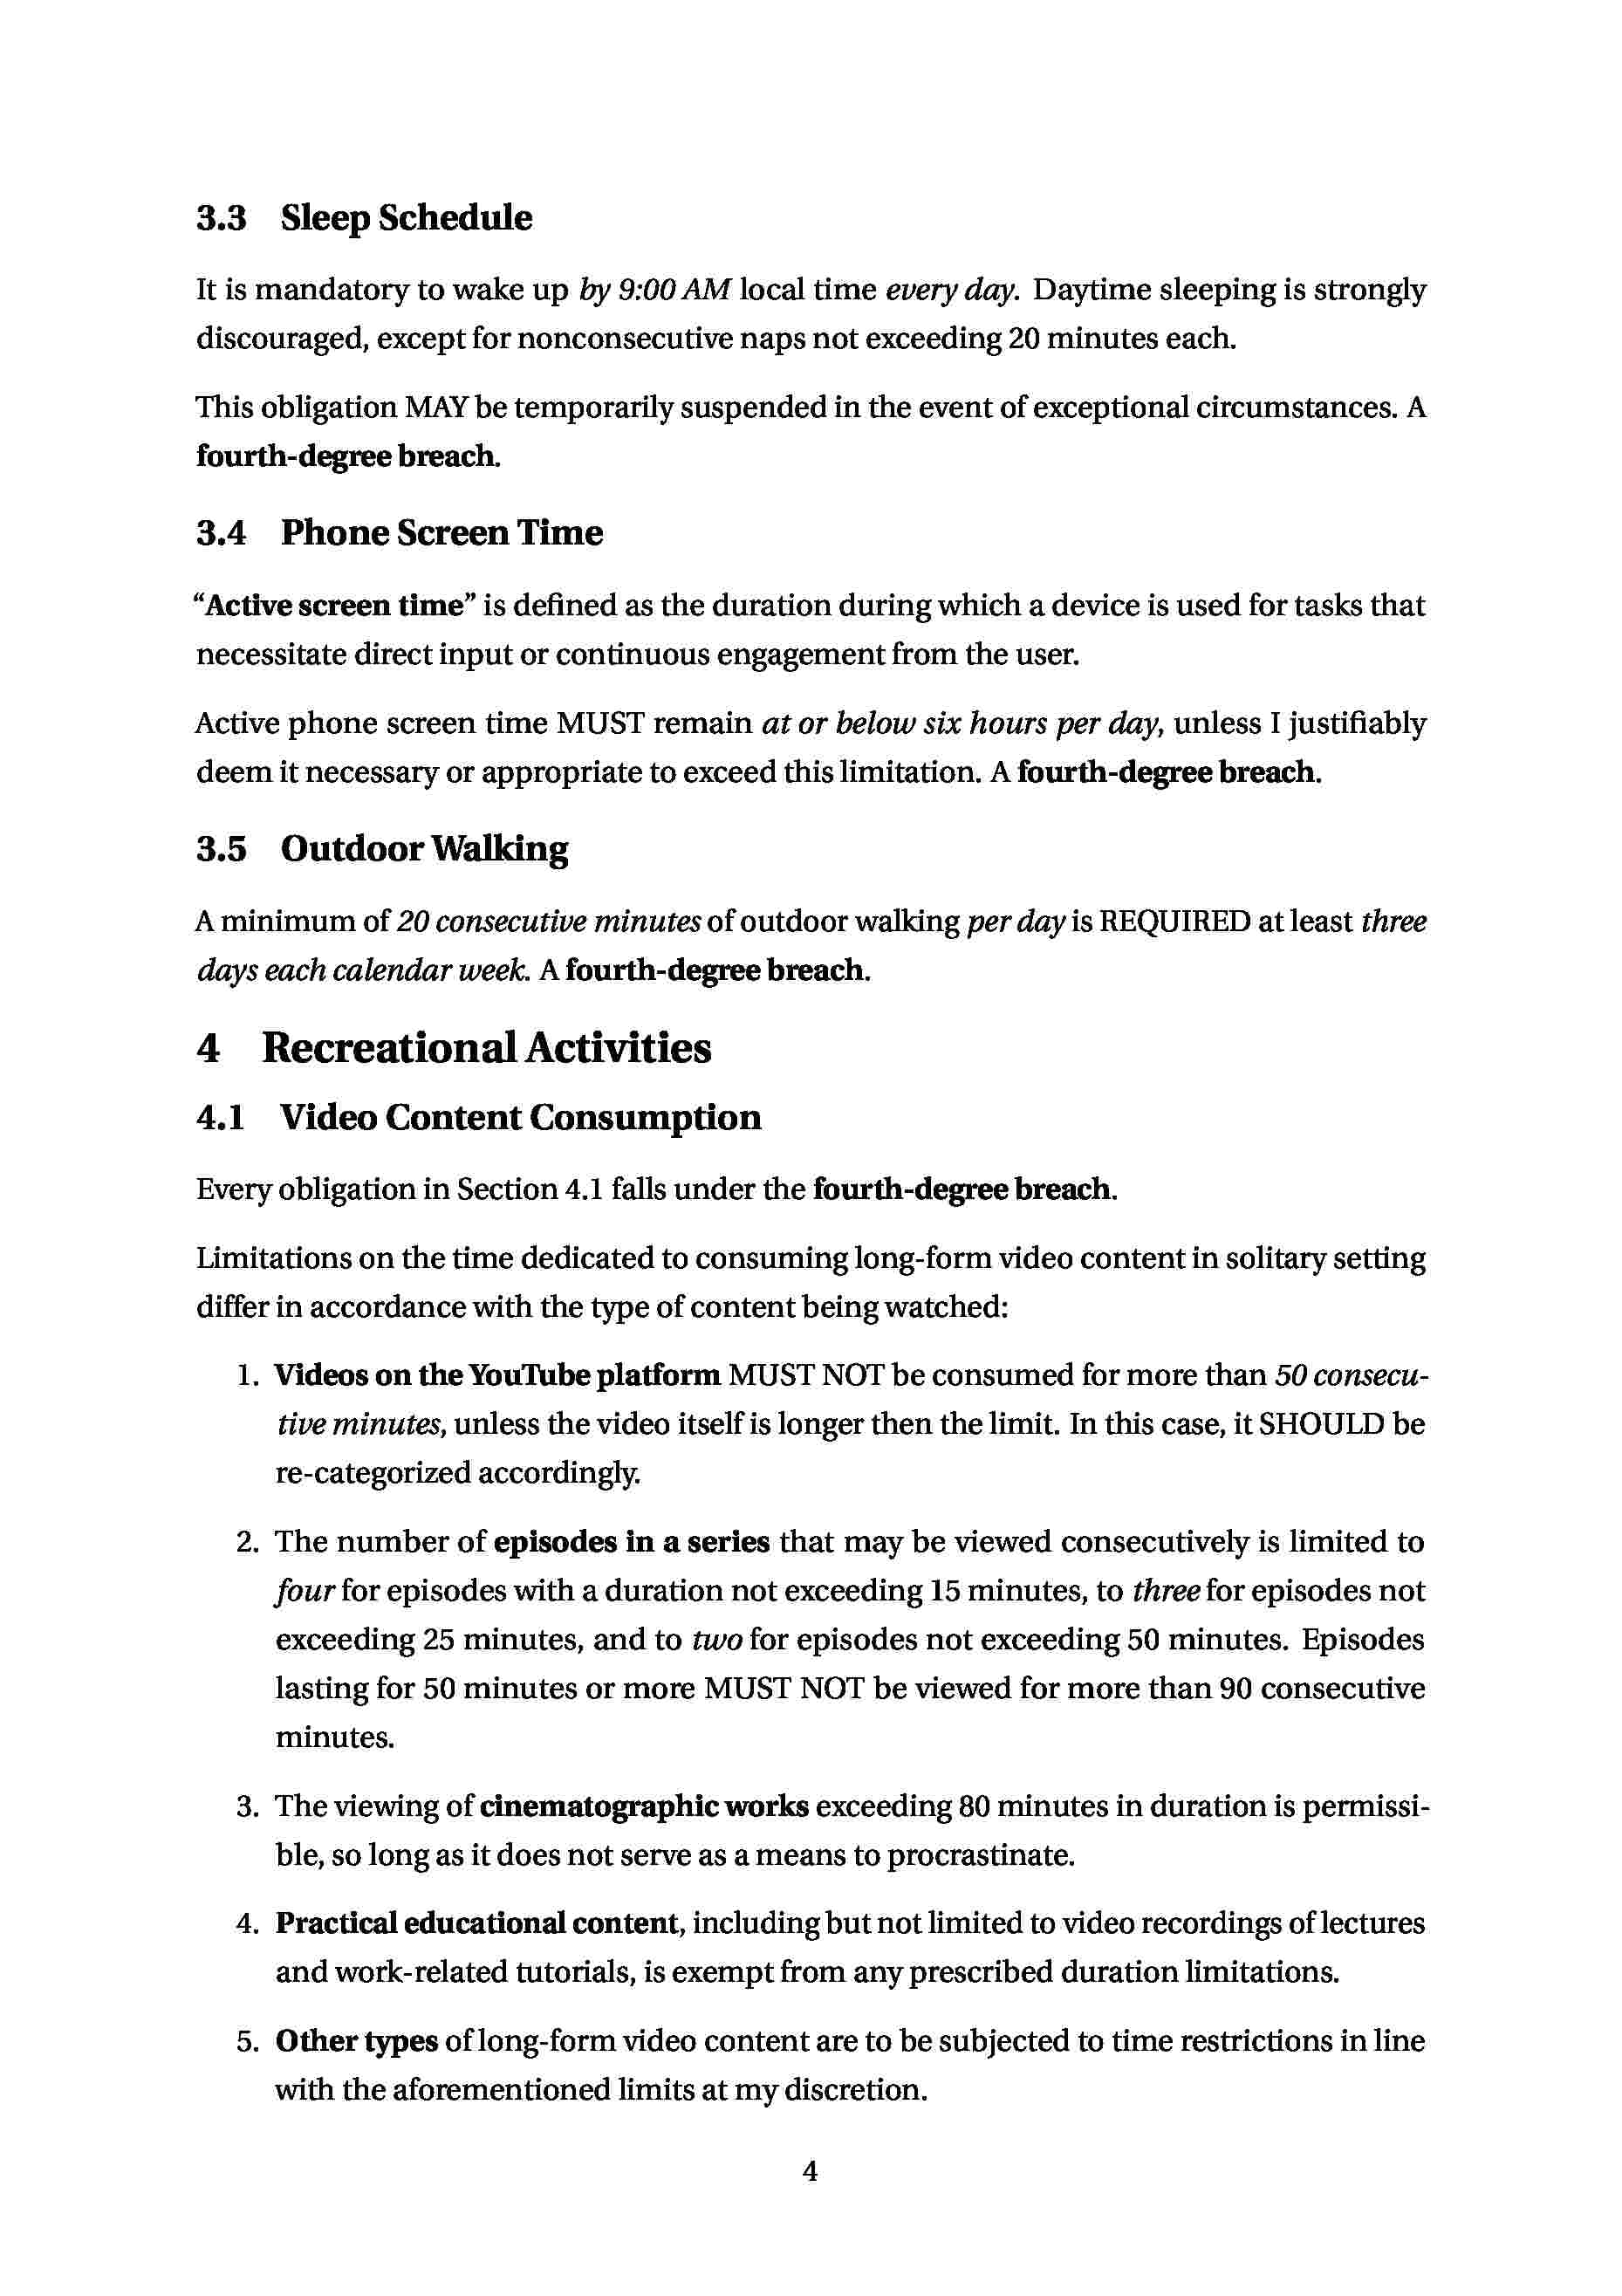 3.3 Sleep Schedule
It is mandatory to wake up by 9:00 AM local time every day. Daytime sleeping is strongly
discouraged, except for nonconsecutive naps not exceeding 20 minutes each.
This obligation MAY be temporarily suspended in the event of exceptional circumstances. A
fourth-degree breach.
3.4 Phone Screen Time
“Active screen time” is defined as the duration during which a device is used for tasks that
necessitate direct input or continuous engagement from the user.
Active phone screen time MUST remain at or below six hours per day, unless I justifiably
deem it necessary or appropriate to exceed this limitation. A fourth-degree breach.
3.5 Outdoor Walking
A minimum of 20 consecutive minutes of outdoor walking per day is REQUIRED at least three
days each calendar week. A fourth-degree breach.
4 Recreational Activities
4.1 Video Content Consumption
Every obligation in Section 4.1 falls under the fourth-degree breach.
Limitations on the time dedicated to consuming long-form video content in solitary setting
differ in accordance with the type of content being watched:
1. Videos on the YouTube platform MUST NOT be consumed for more than 50 consecu-
tive minutes, unless the video itself is longer then the limit. In this case, it SHOULD be
re-categorized accordingly.
2. The number of episodes in a series that may be viewed consecutively is limited to
four for episodes with a duration not exceeding 15 minutes, to three for episodes not
exceeding 25 minutes, and to two for episodes not exceeding 50 minutes. Episodes
lasting for 50 minutes or more MUST NOT be viewed for more than 90 consecutive
minutes.
3. The viewing of cinematographic works exceeding 80 minutes in duration is permissi-
ble, so long as it does not serve as a means to procrastinate.
4. Practical educational content, including but not limited to video recordings of lectures
and work-related tutorials, is exempt from any prescribed duration limitations.
5. Other types of long-form video content are to be subjected to time restrictions in line
with the aforementioned limits at my discretion.
4